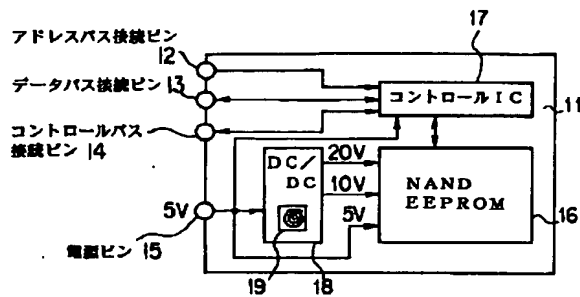 17
アドレスバス接続ピン
12
データバス接続ピン 13
コントロールIC
11
コントロールバス
接続ピン 14
DC/
DC
20V
10V
5V
NAND
EEPROM
16
5V
電源ピン 15
19
18